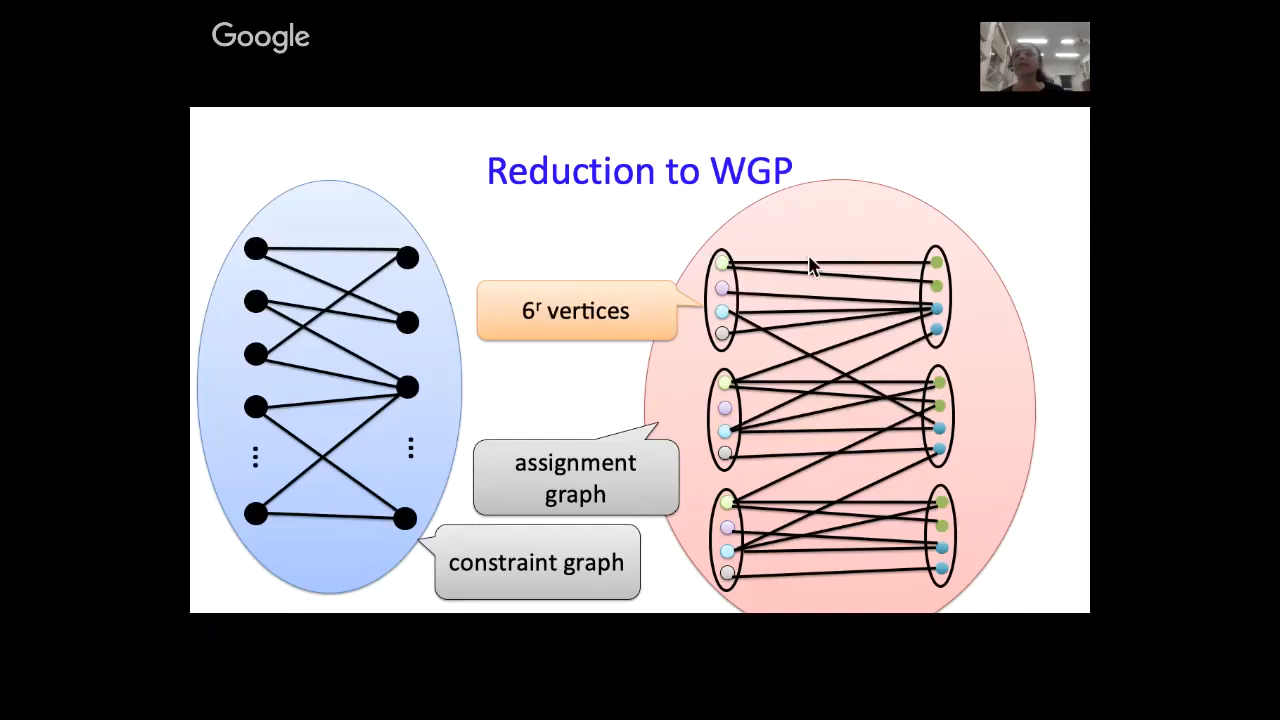 Google
Reduction to WGP
6ʳ vertices
assignment
graph
constraint graph